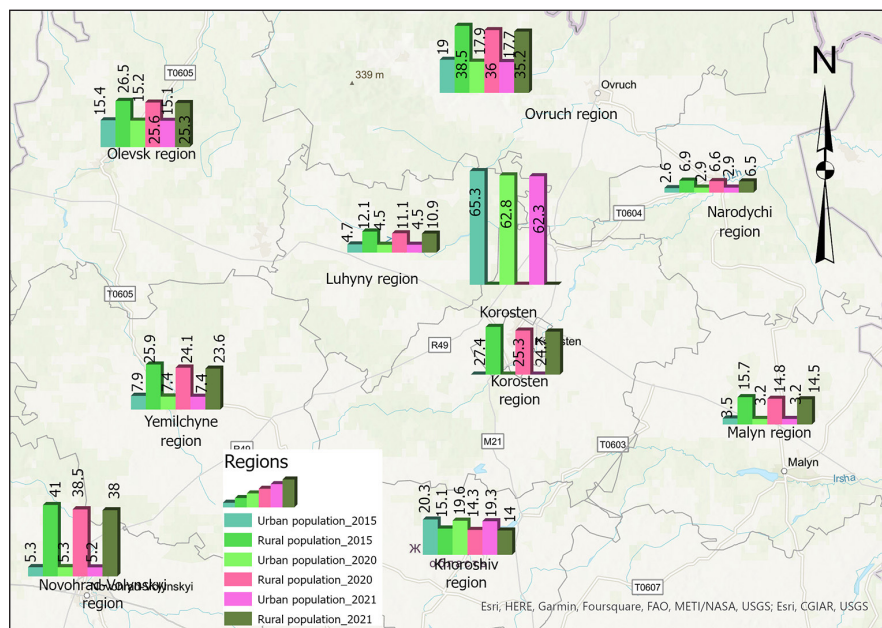 T0605
15.4
26.5
15.2
25.6
15.1
25.3
Olevsk region
339 m
19
38.5
17.9
36
17.7
35.2
Ovruch
Ovruch region
N
2.6
6.9
2.9
6.6
2.9
6.5
Narodychi
region
T0604
4.7
12.1
4.5
11.1
4.5
10.9
Luhyny region
65.3
62.8
62.3
Korosten
T0605
R49
27.4
25.3
Korosten
region
7.9
25.9
7.4
24.1
7.4
23.6
Yemilchyne
region
3.5
15.7
3.2
14.8
3.2
14.5
Malyn region
Malyn
Irsha
M21
T0603
R49
5.3
41
5.3
38.5
5.2
38
Novohrad-Volynskyi
region
20.3
15.1
19.6
14.3
19.3
14
Khoroshiv
region
T0607
Regions
Urban population_2015
Rural population_2015
Urban population_2020
Rural population_2020
Urban population_2021
Rural population_2021
Esri, HERE, Garmin, Foursquare, FAO, METI/NASA, USGS; Esri, CGIAR, USGS